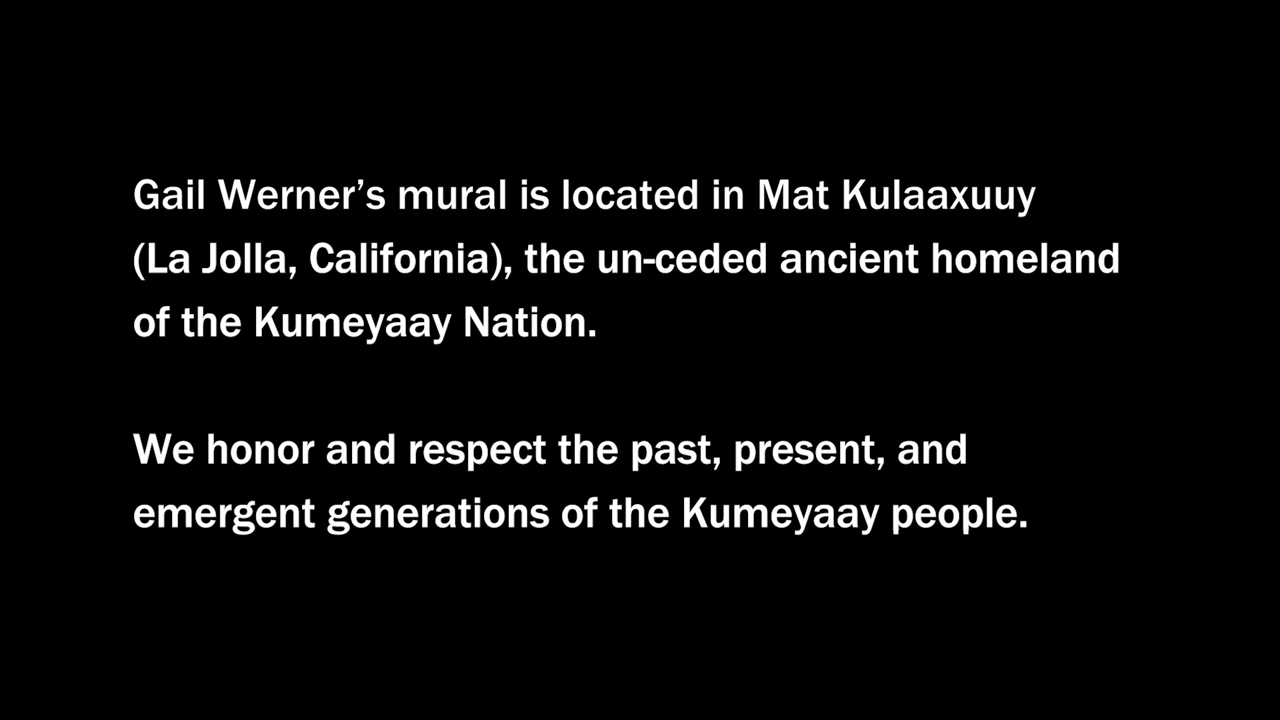 Gail Werner’s mural is located in Mat Kulaaxuuy
(La Jolla, California), the un-ceded ancient homeland
of the Kumeyaay Nation.
We honor and respect the past, present, and
emergent generations of the Kumeyaay people.